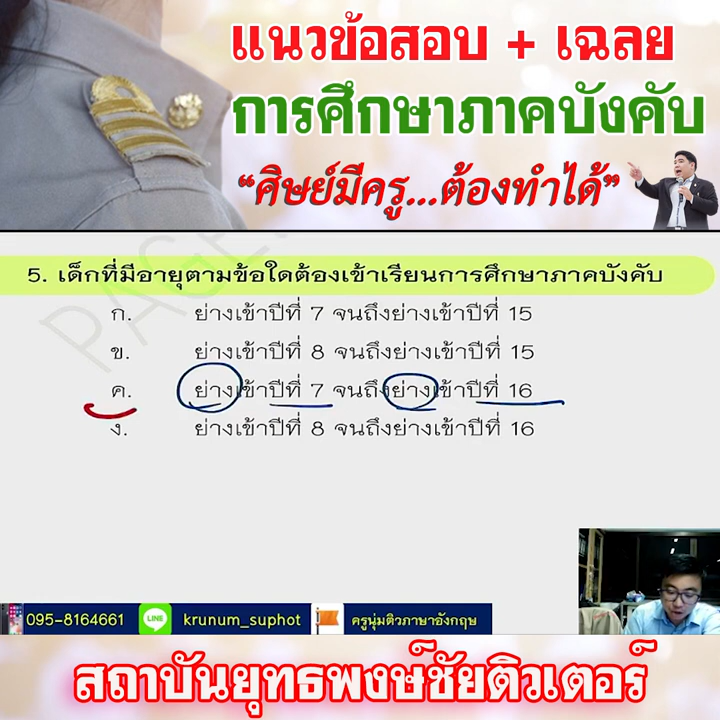 แนวข้อสอบ + เฉลย
การศึกษาภาคบังคับ
“ศิษย์มีครู...ต้องทำได้”
5. เด็กที่มีอายุตามข้อใดต้องเข้าเรียนการศึกษาภาคบังคับ
ก. ย่างเข้าปีที่ 7 จนถึงย่างเข้าปีที่ 15
ข. ย่างเข้าปีที่ 8 จนถึงย่างเข้าปีที่ 15
ค. ย่างเข้าปีที่ 7 จนถึงย่างเข้าปีที่ 16
ง. ย่างเข้าปีที่ 8 จนถึงย่างเข้าปีที่ 16
095-8164661 LINE krunum_suphot ครูนุ่มติวภาษาอังกฤษ
สถาบันยุทธพงษ์ชัยติวเตอร์